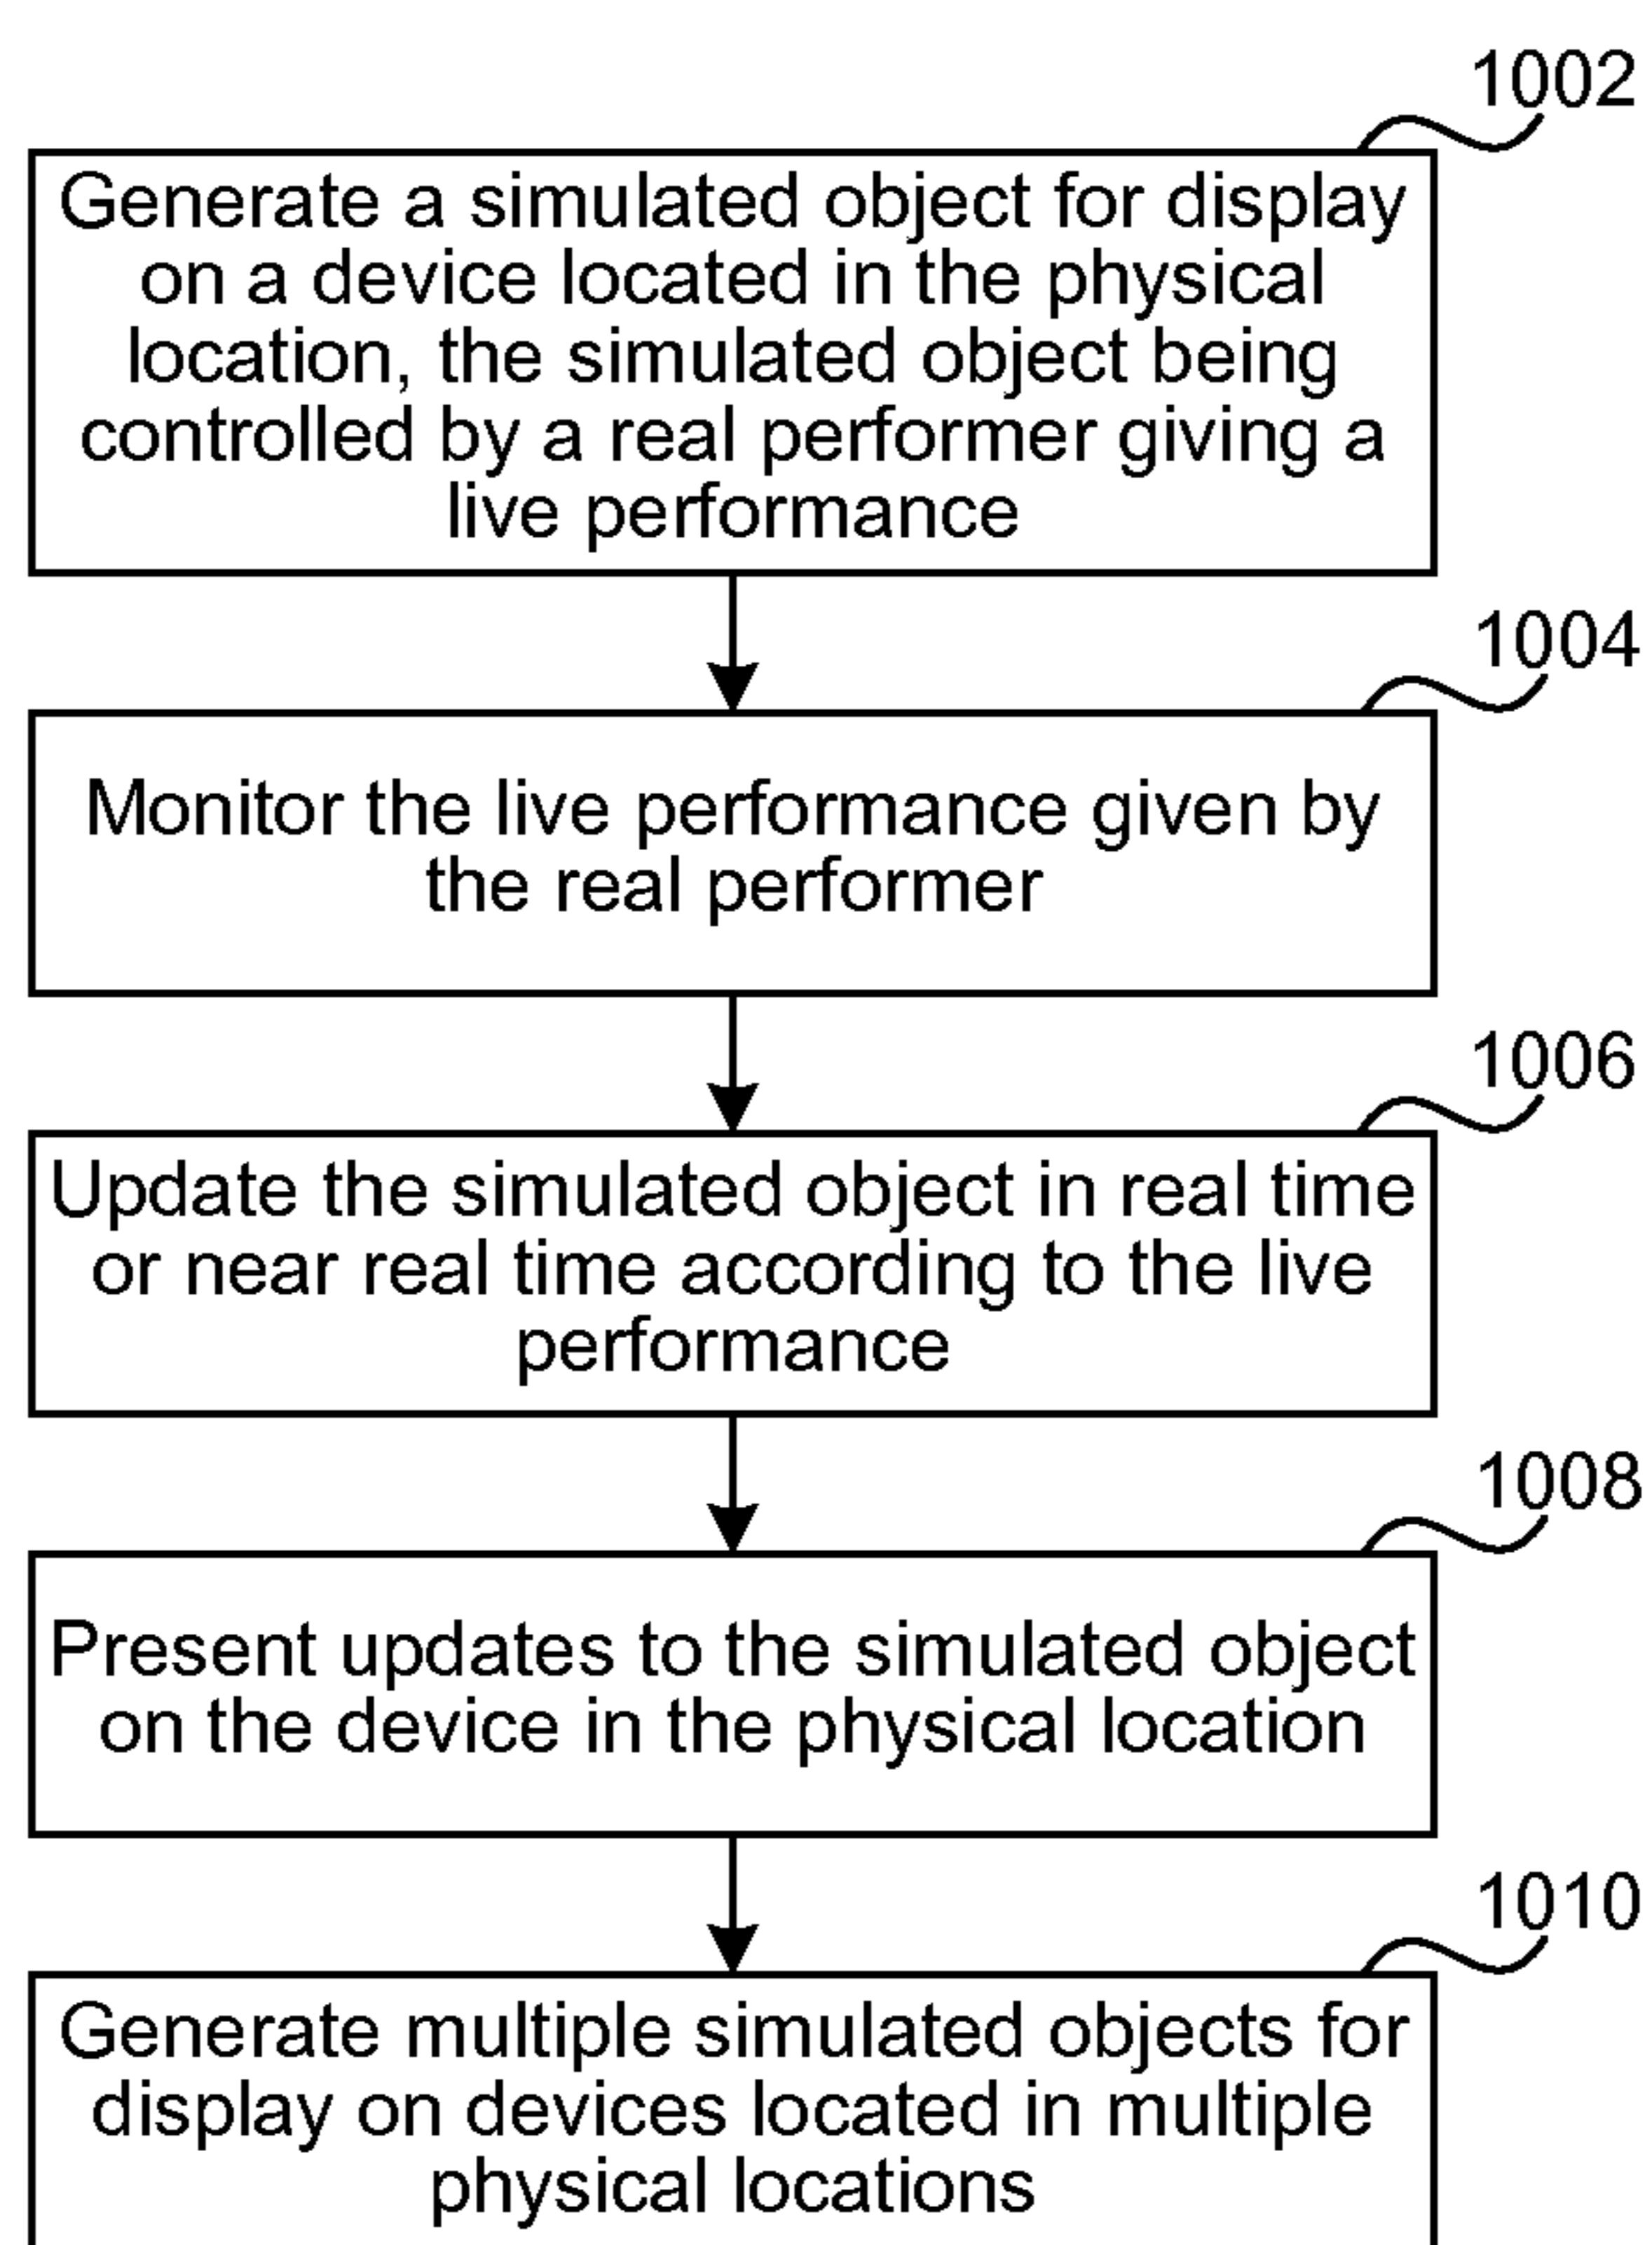 1002
Generate a simulated object for display
on a device located in the physical
location, the simulated object being
controlled by a real performer giving a
live performance
1004
Monitor the live performance given by
the real performer
1006
Update the simulated object in real time
or near real time according to the live
performance
1008
Present updates to the simulated object
on the device in the physical location
1010
Generate multiple simulated objects for
display on devices located in multiple
physical locations